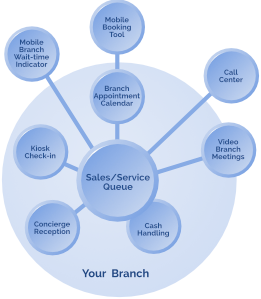 Mobile
Booking
Tool
Mobile
Branch
Wait-time
Indicator
Call
Center
Branch
Appointment
Calendar
Kiosk
Check-in
Video
Branch
Meetings
Sales/Service
Queue
Concierge
Reception
Cash
Handling
Your Branch